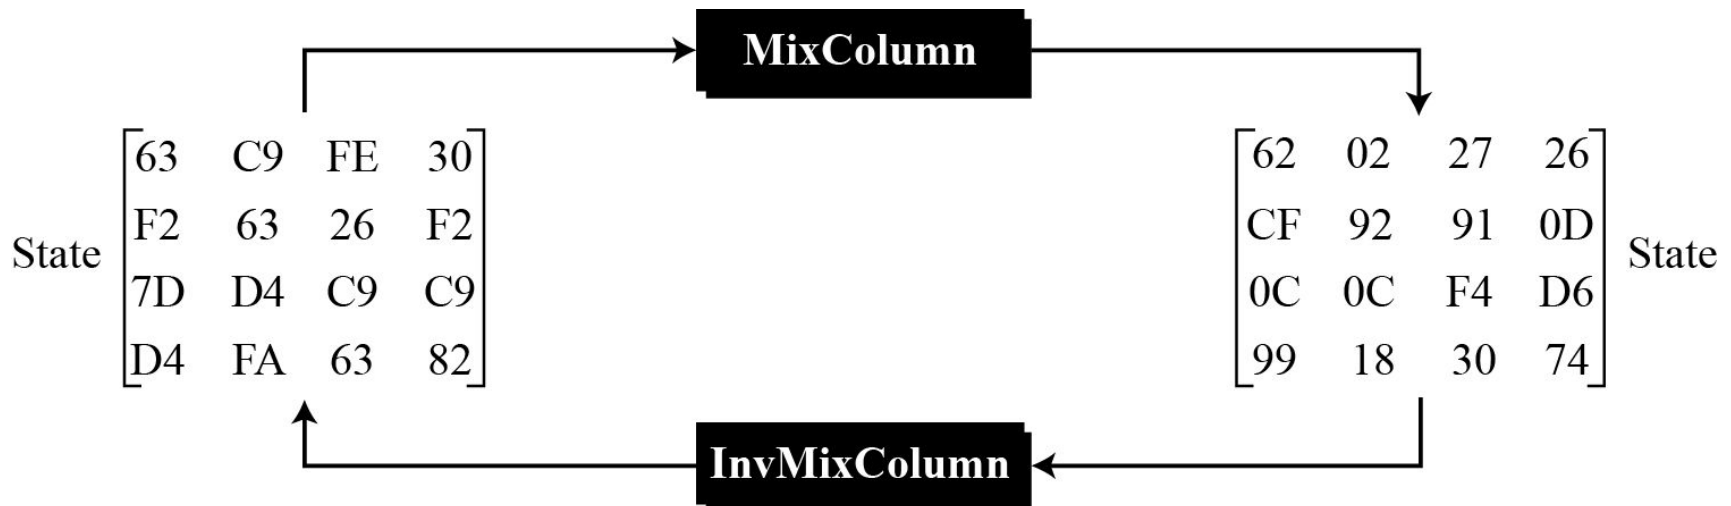 MixColumn
63 C9 FE 30
F2 63 26 F2
State
7D D4 C9 C9
D4 FA 63 82
62 02 27 26
CF 92 91 0D
State
0C 0C F4 D6
99 18 30 74
InvMixColumn